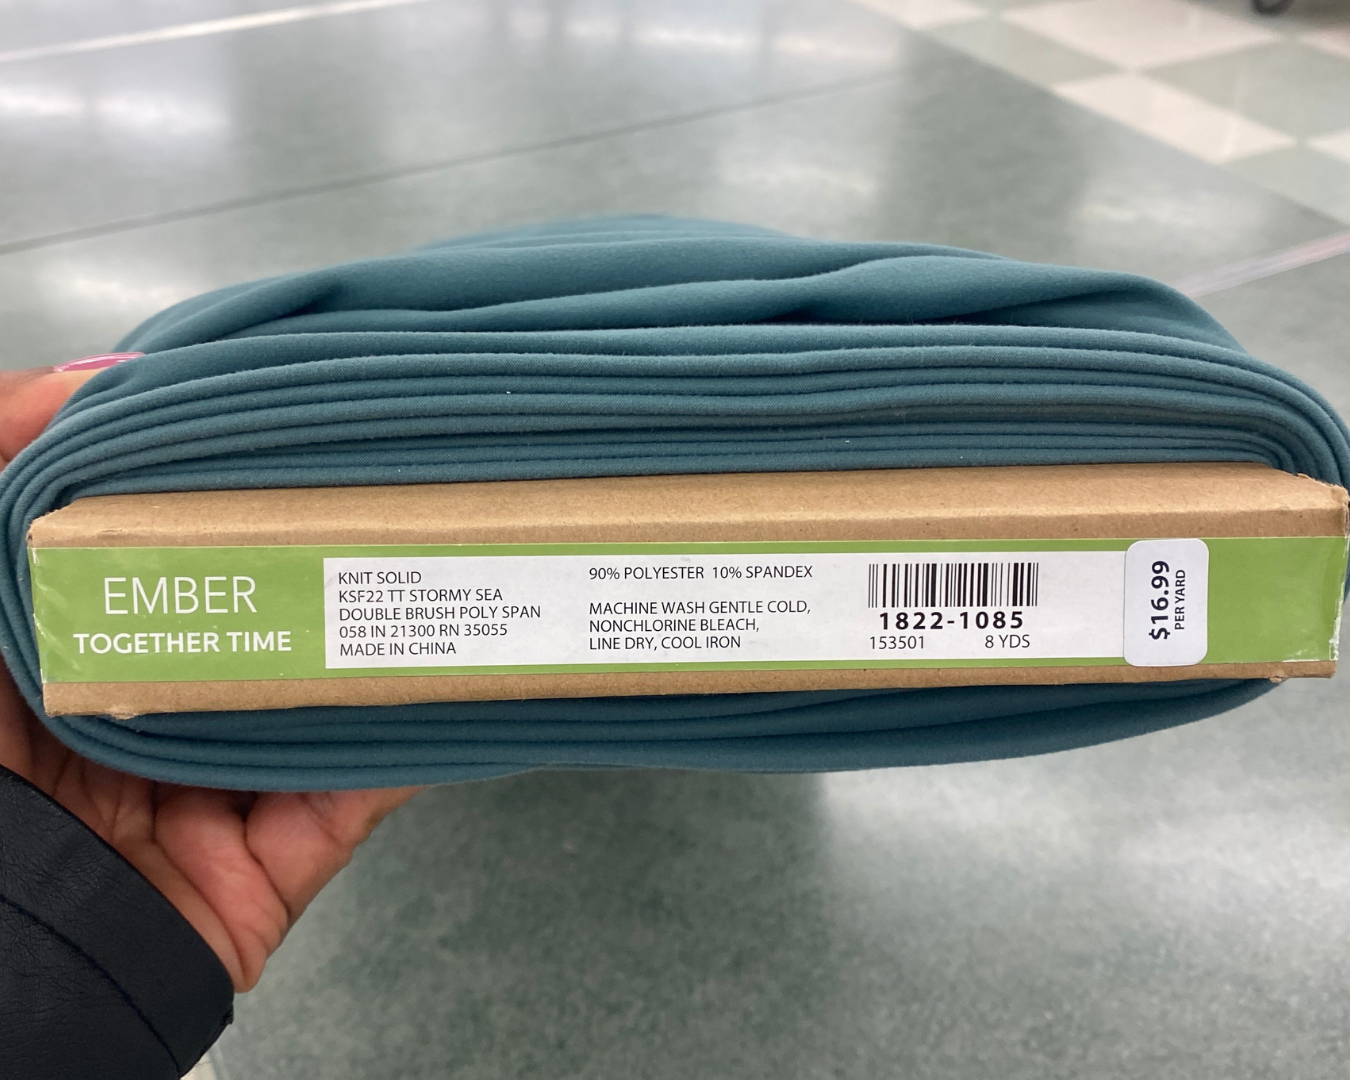 EMBER
TOGETHER TIME
KNIT SOLID
KSF22 TT STORMY SEA
DOUBLE BRUSH POLY SPAN
058 IN 21300 RN 35055
MADE IN CHINA
90% POLYESTER 10% SPANDEX
MACHINE WASH GENTLE COLD,
NONCHLORINE BLEACH,
LINE DRY, COOL IRON
1822-1085
153501 8 YDS
$16.99
PER YARD